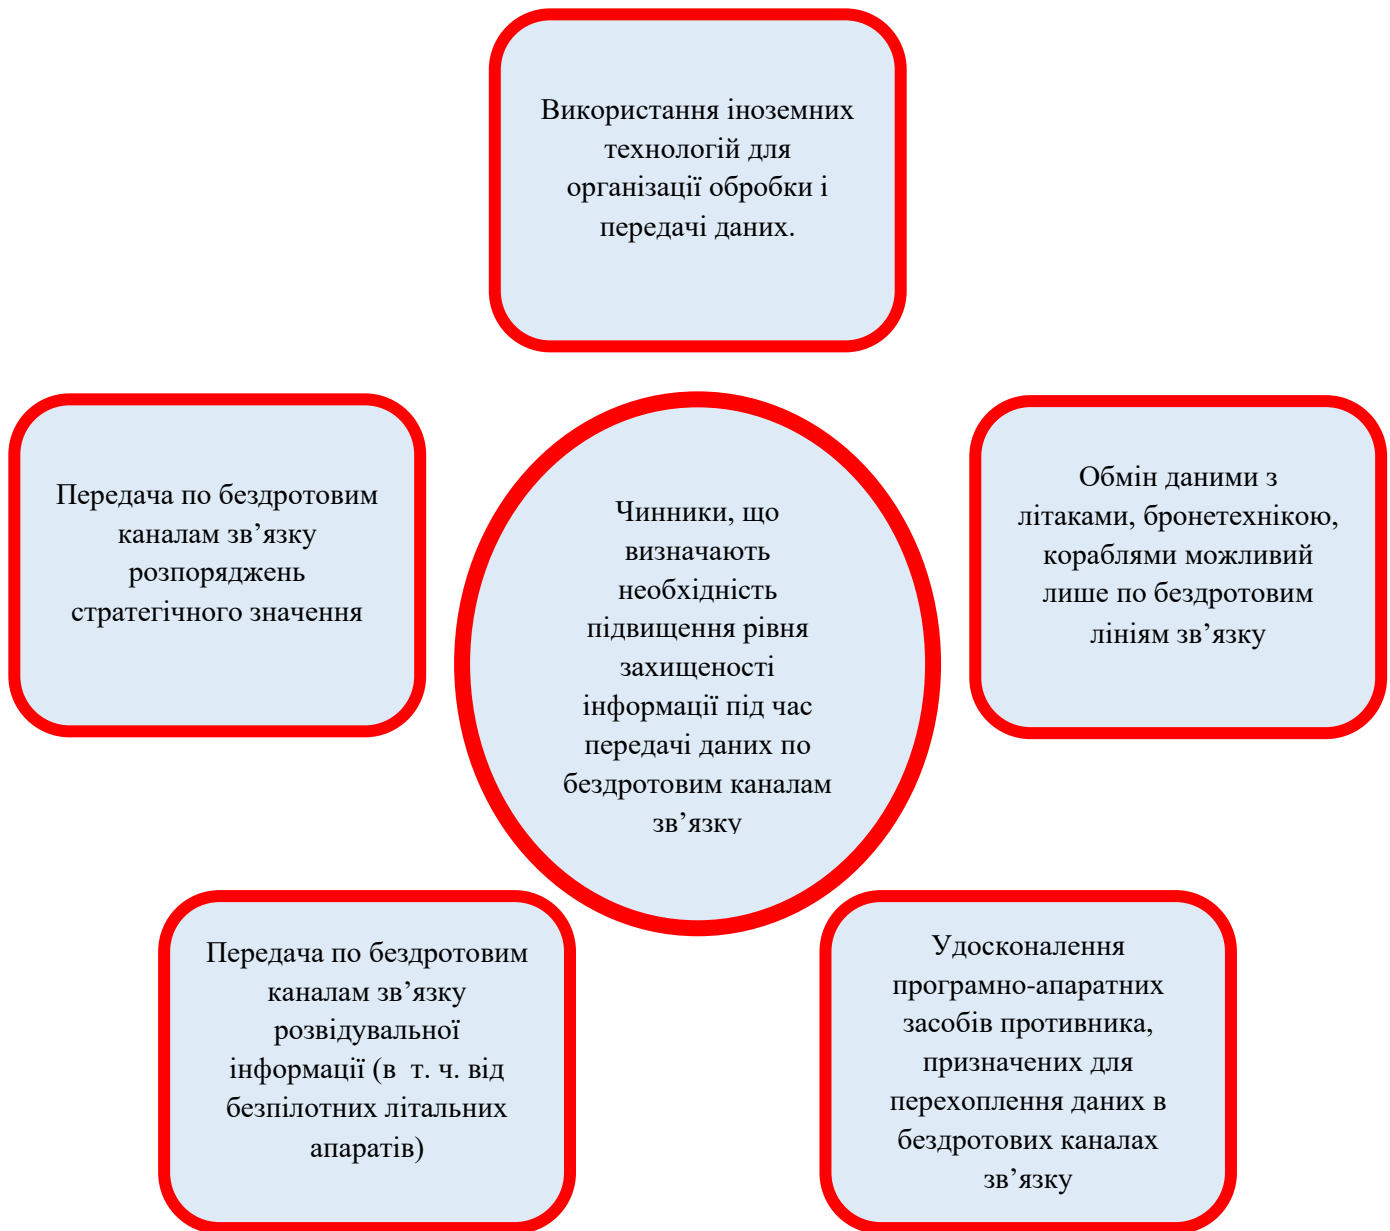 Використання іноземних
технологій для
організації обробки і
передачі даних.
Передача по бездротовим
каналам зв’язку
розпоряджень
стратегічного значення
Чинники, що
визначають
необхідність
підвищення рівня
захищеності
інформації під час
передачі даних по
бездротовим каналам
зв’язку
Обмін даними з
літаками, бронетехнікою,
кораблями можливий
лише по бездротовим
лініям зв’язку
Передача по бездротовим
каналам зв’язку
розвідувальної
інформації (в т. ч. від
безпілотних літальних
апаратів)
Удосконалення
програмно-апаратних
засобів противника,
призначених для
перехоплення даних в
бездротових каналах
зв’язку